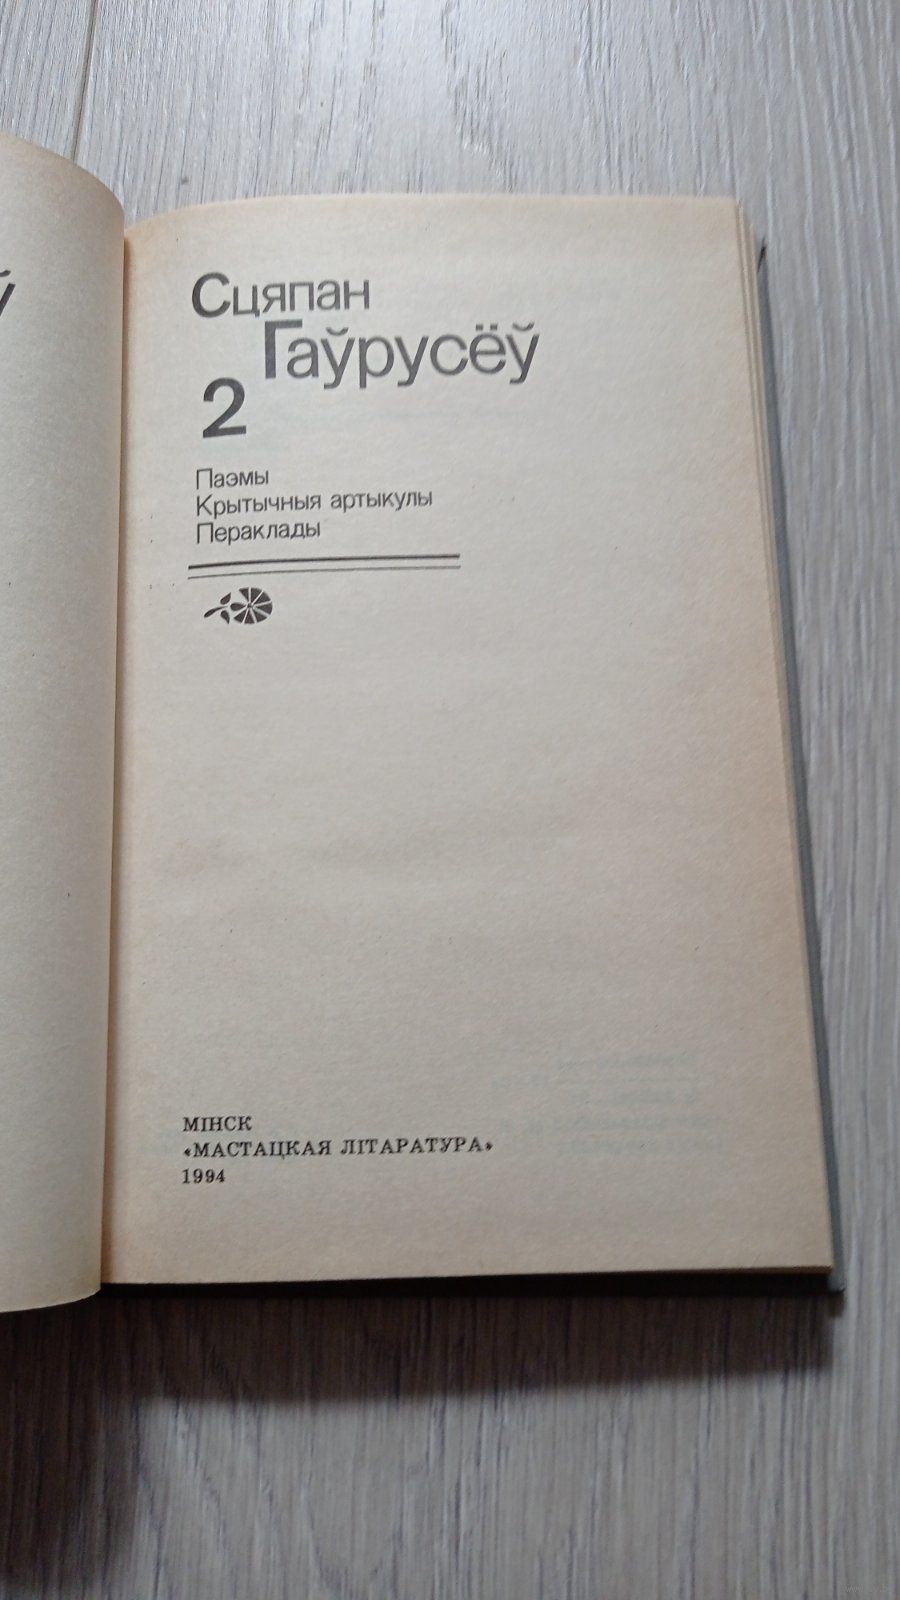 ў
Сцяпан
Гаўрусёў
2
Паэмы
Крытычныя артыкулы
Пераклады
МІНСК
«МАСТАЦКАЯ ЛІТАРАТУРА»
1994